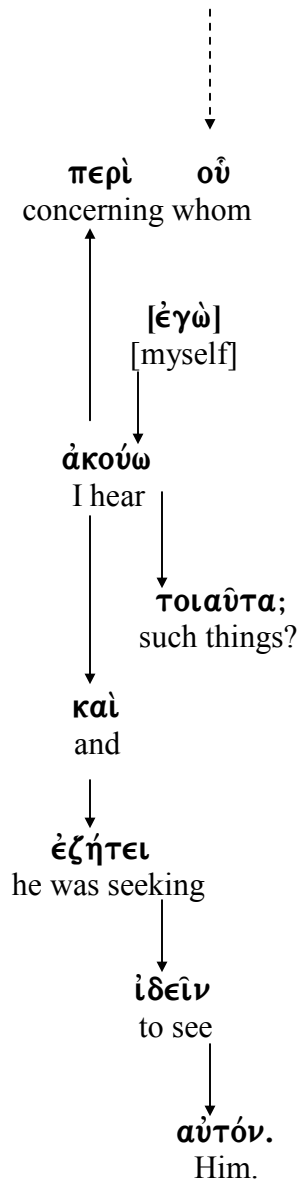 περὶ οὗ
concerning whom
[ἐγὼ]
[myself]
ἀκούω
I hear
τοιαῦτα;
such things?
καὶ
and
ἐζήτει
he was seeking
ἰδεῖν
to see
αὐτόν.
Him.